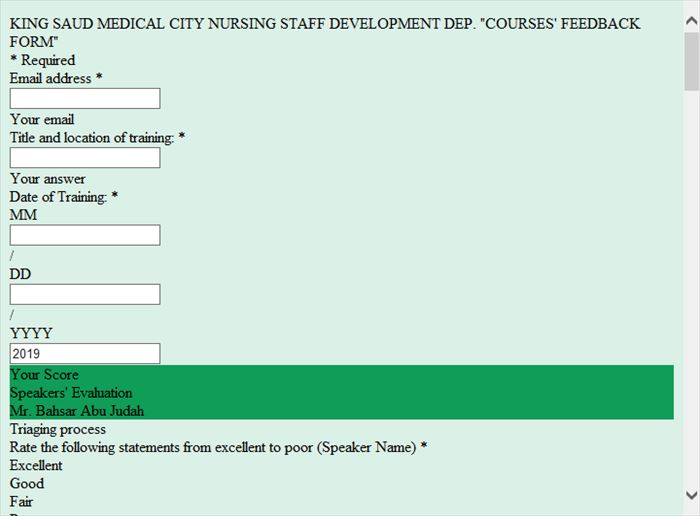 KING SAUD MEDICAL CITY NURSING STAFF DEVELOPMENT DEP. "COURSES' FEEDBACK
FORM"
* Required
Email address *
Your email
Title and location of training: *
Your answer
Date of Training: *
MM
/
DD
/
YYYY
2019
Your Score
Speakers' Evaluation
Mr. Bahsar Abu Judah
Triaging process
Rate the following statements from excellent to poor (Speaker Name) *
Excellent
Good
Fair